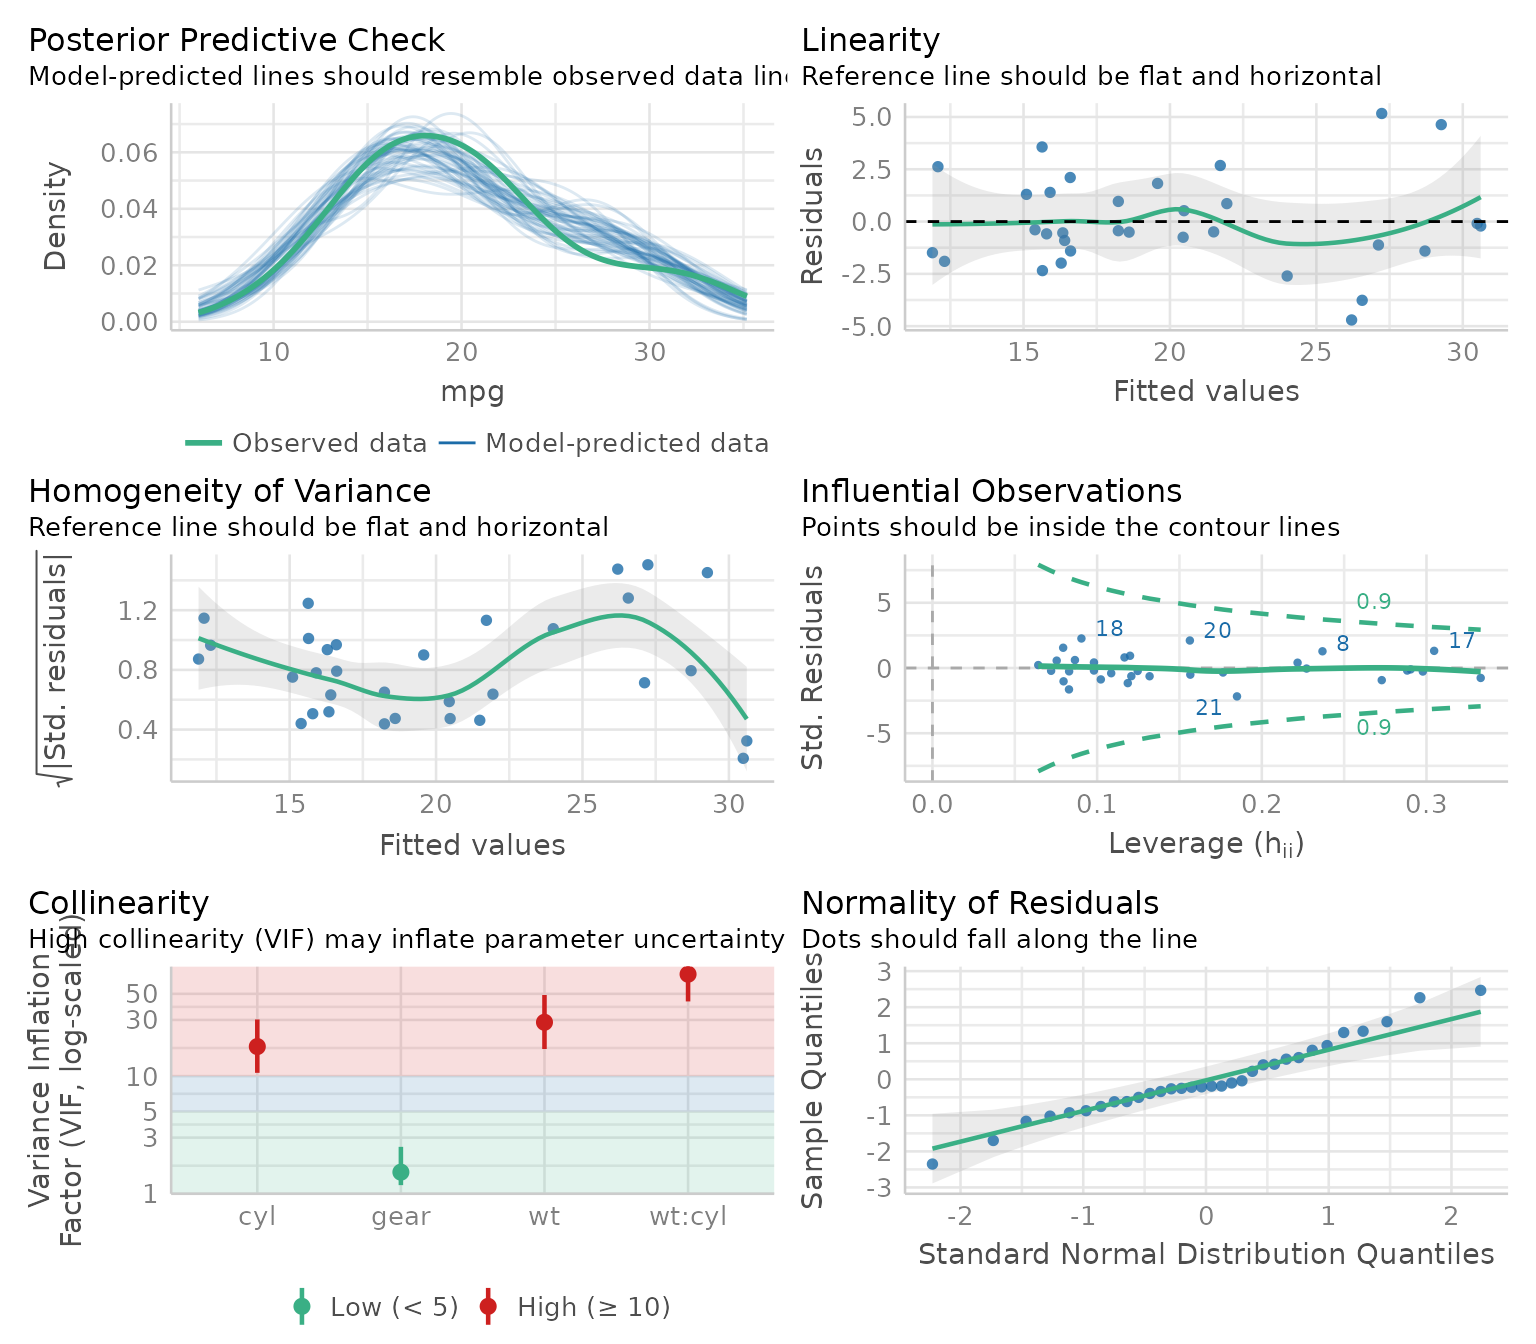 Posterior Predictive Check
Model-predicted lines should resemble observed data
Density
0.06
0.04
0.02
0.00
10 20 30
mpg
Observed data Model-predicted data
Linearity
Reference line should be flat and horizontal
Residuals
5.0
2.5
0.0
-2.5
-5.0
15 20 25 30
Fitted values
Homogeneity of Variance
Reference line should be flat and horizontal
√|Std. residuals|
1.2
0.8
0.4
15 20 25 30
Fitted values
Influential Observations
Points should be inside the contour lines
Std. Residuals
5
0
-5
0.9
18
20
8
17
21
0.9
0.0 0.1 0.2 0.3
Leverage (hᵢᵢ)
Collinearity
High collinearity (VIF) may inflate parameter uncertainty
Variance Inflation
Factor (VIF, log-scaled)
50
30
10
5
3
1
cyl gear wt wt:cyl
Low (< 5) High (≥ 10)
Normality of Residuals
Dots should fall along the line
Sample Quantiles
3
2
1
0
-1
-2
-3
-2 -1 0 1 2
Standard Normal Distribution Quantiles